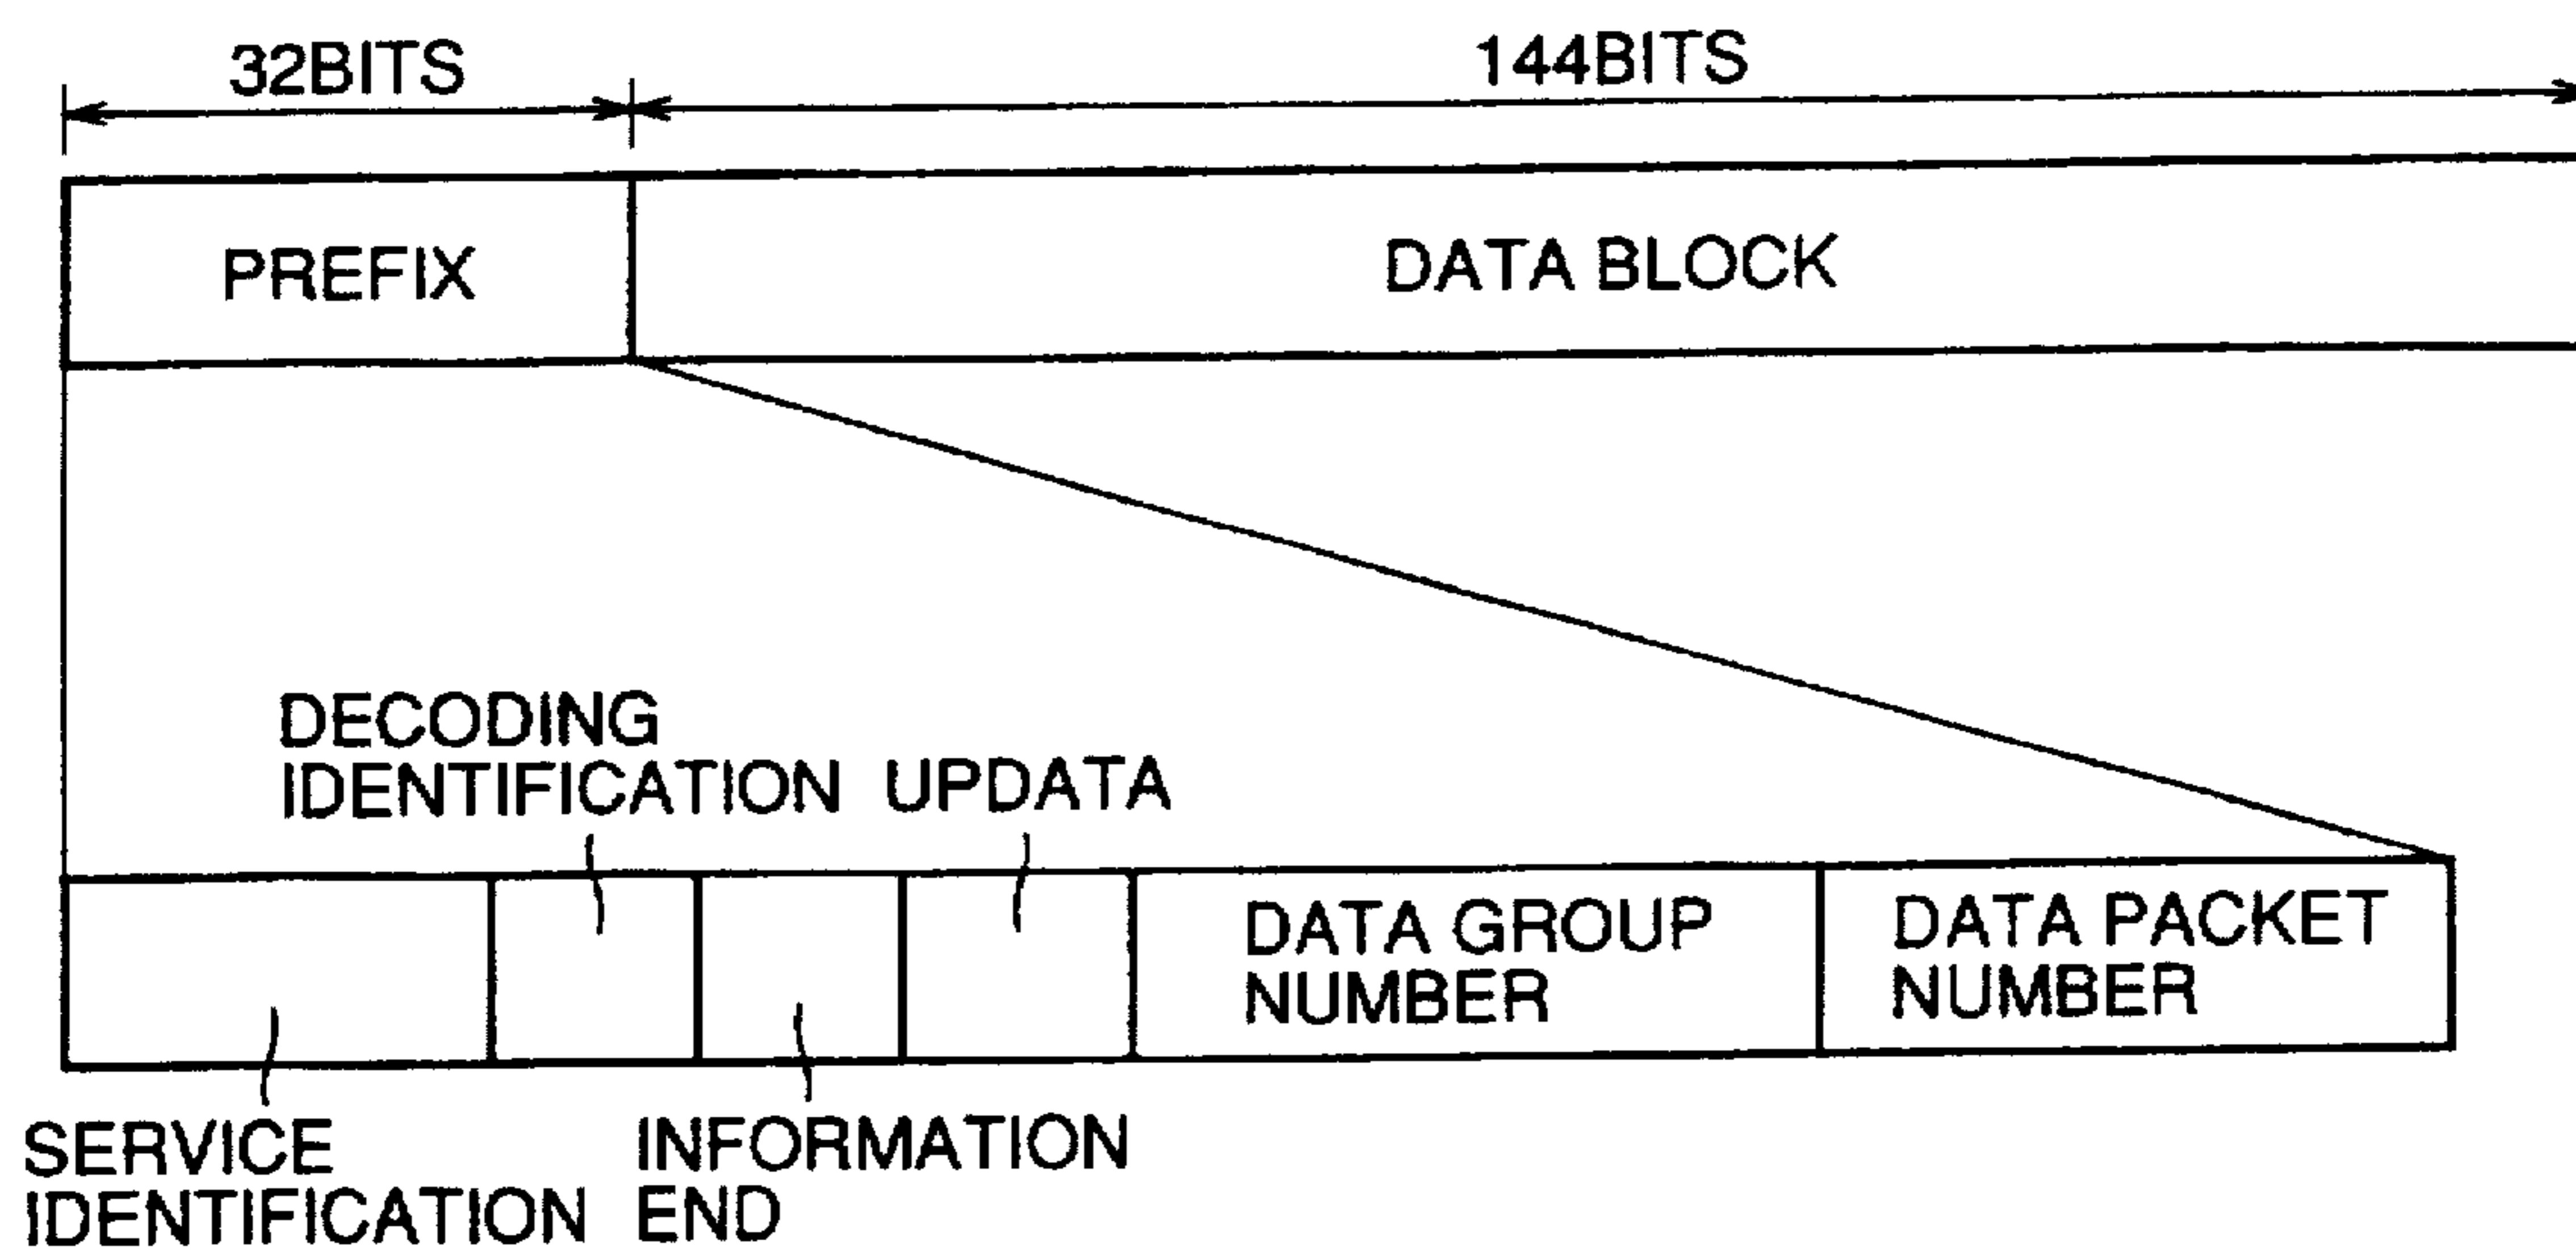 32BITS
144BITS
PREFIX
DATA BLOCK
DECODING
IDENTIFICATION
UPDATA
DATA GROUP
NUMBER
DATA PACKET
NUMBER
SERVICE
IDENTIFICATION
INFORMATION
END